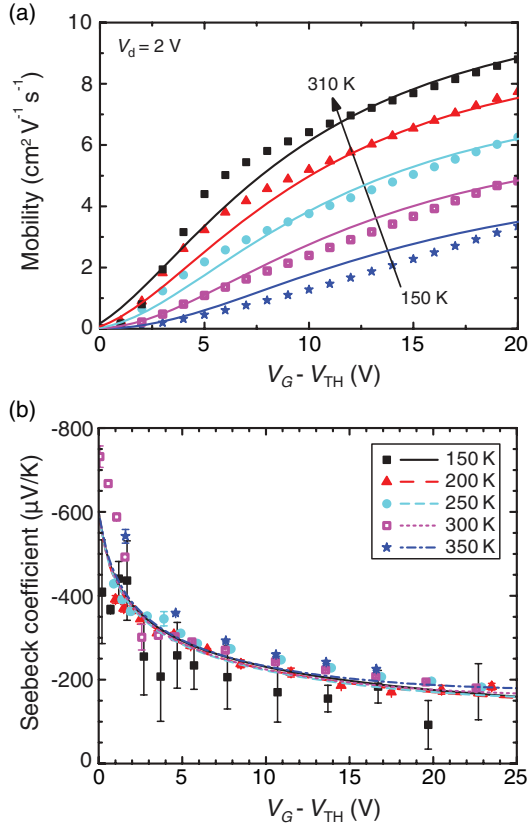 (a)
V_d = 2 V
310 K
150 K
Mobility (cm² V⁻¹ s⁻¹)
10
8
6
4
2
0
0 5 10 15 20
V_G - V_TH (V)
(b)
Seebeck coefficient (µV/K)
-800
-600
-400
-200
0
150 K
200 K
250 K
300 K
350 K
0 5 10 15 20 25
V_G - V_TH (V)